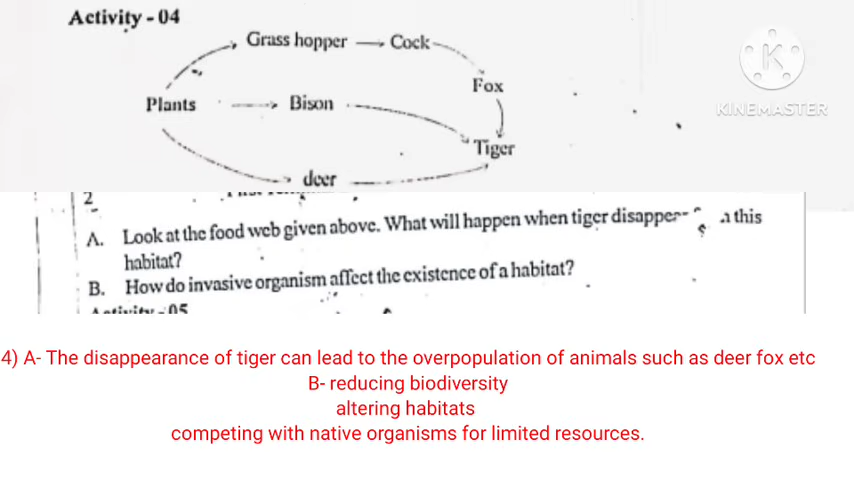 Activity - 04
Grass hopper
Cock
K
KINEMASTER
Fox
Plants
Bison
Tiger
deer
2
A. Look at the food web given above. What will happen when tiger this
habitat?
B. How do invasive organism affect the existence of a habitat?
Activity - 05
4) A- The disappearance of tiger can lead to the overpopulation of animals such as deer fox etc
B- reducing biodiversity
altering habitats
competing with native organisms for limited resources.